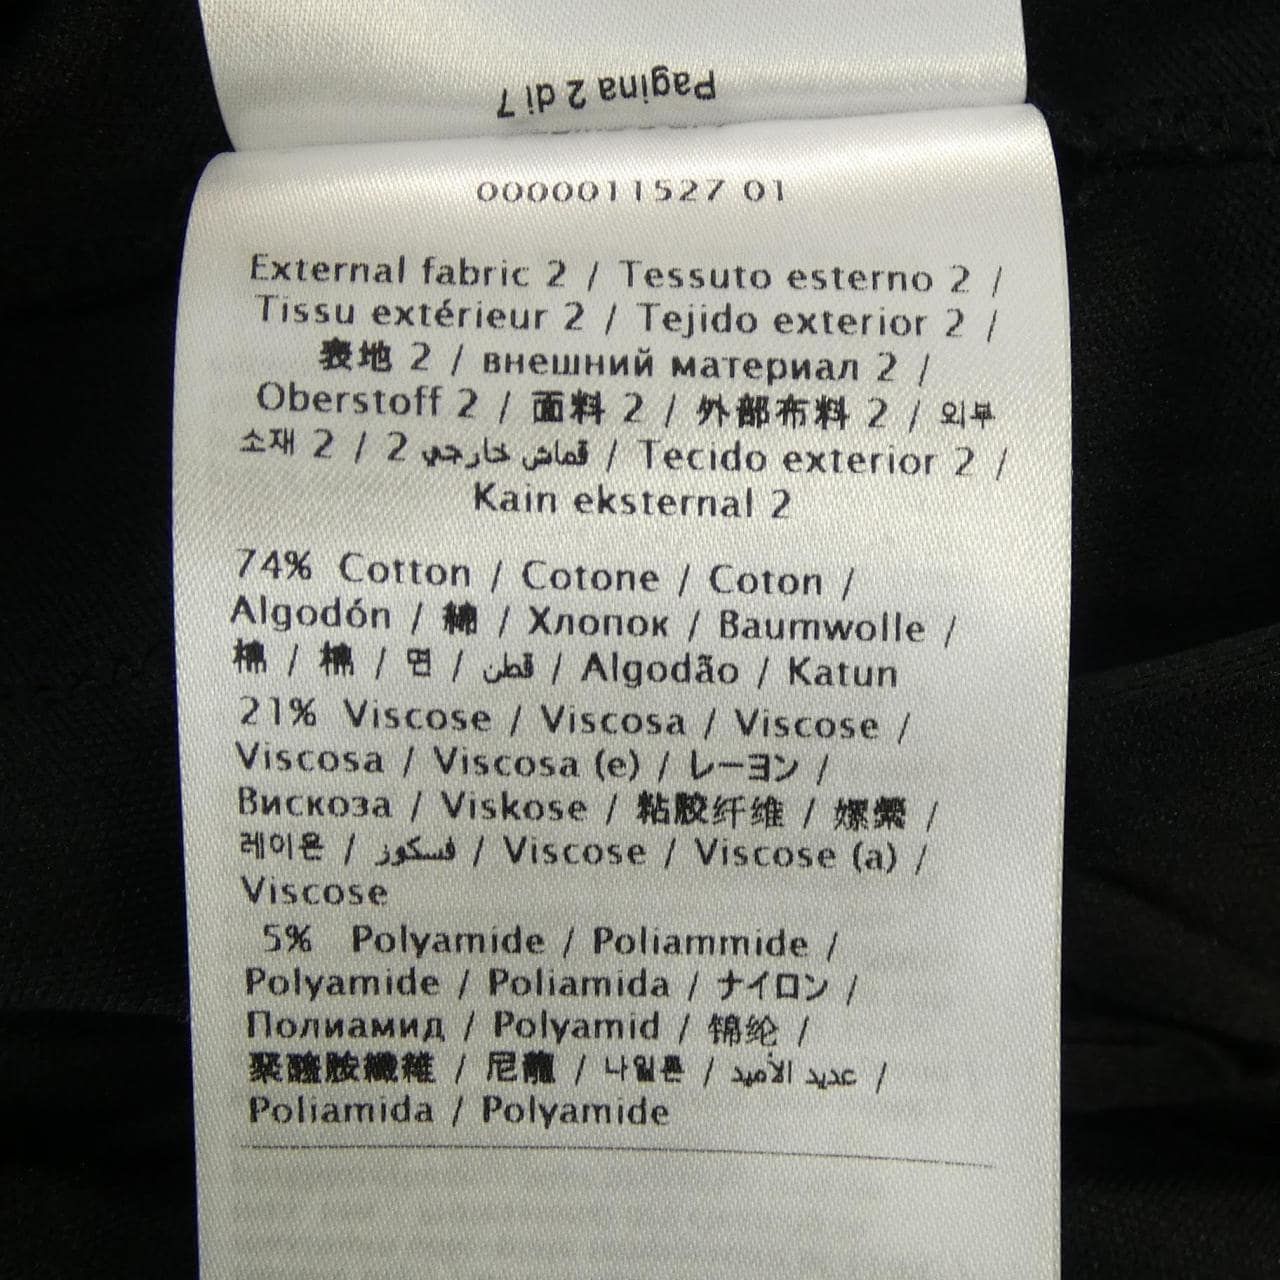 Pagina 2 di 7
0000011527 01
External fabric 2 / Tessuto esterno 2 /
Tissu extérieur 2 / Tejido exterior 2 /
表地 2 / внешний материал 2 /
Oberstoff 2 / 面料 2 / 外部布料 2 / 외부
소재 2 / 2 قماش خارجي / Tecido exterior 2 /
Kain eksternal 2
74% Cotton / Cotone / Coton /
Algodón / 綿 / Хлопок / Baumwolle /
棉 / 棉 / 면 / قطن / Algodão / Katun
21% Viscose / Viscosa / Viscose /
Viscosa / Viscosa (e) / レーヨン /
Вискоза / Viskose / 粘胶纤维 / 嫘縈 /
레이온 / فسكوز / Viscose / Viscose (a) /
Viscose
5% Polyamide / Poliammide /
Polyamide / Poliamida / ナイロン /
Полиамид / Polyamid / 锦纶 /
聚醯胺纖維 / 尼龍 / 나일론 / عديد الأميد /
Poliamida / Polyamide